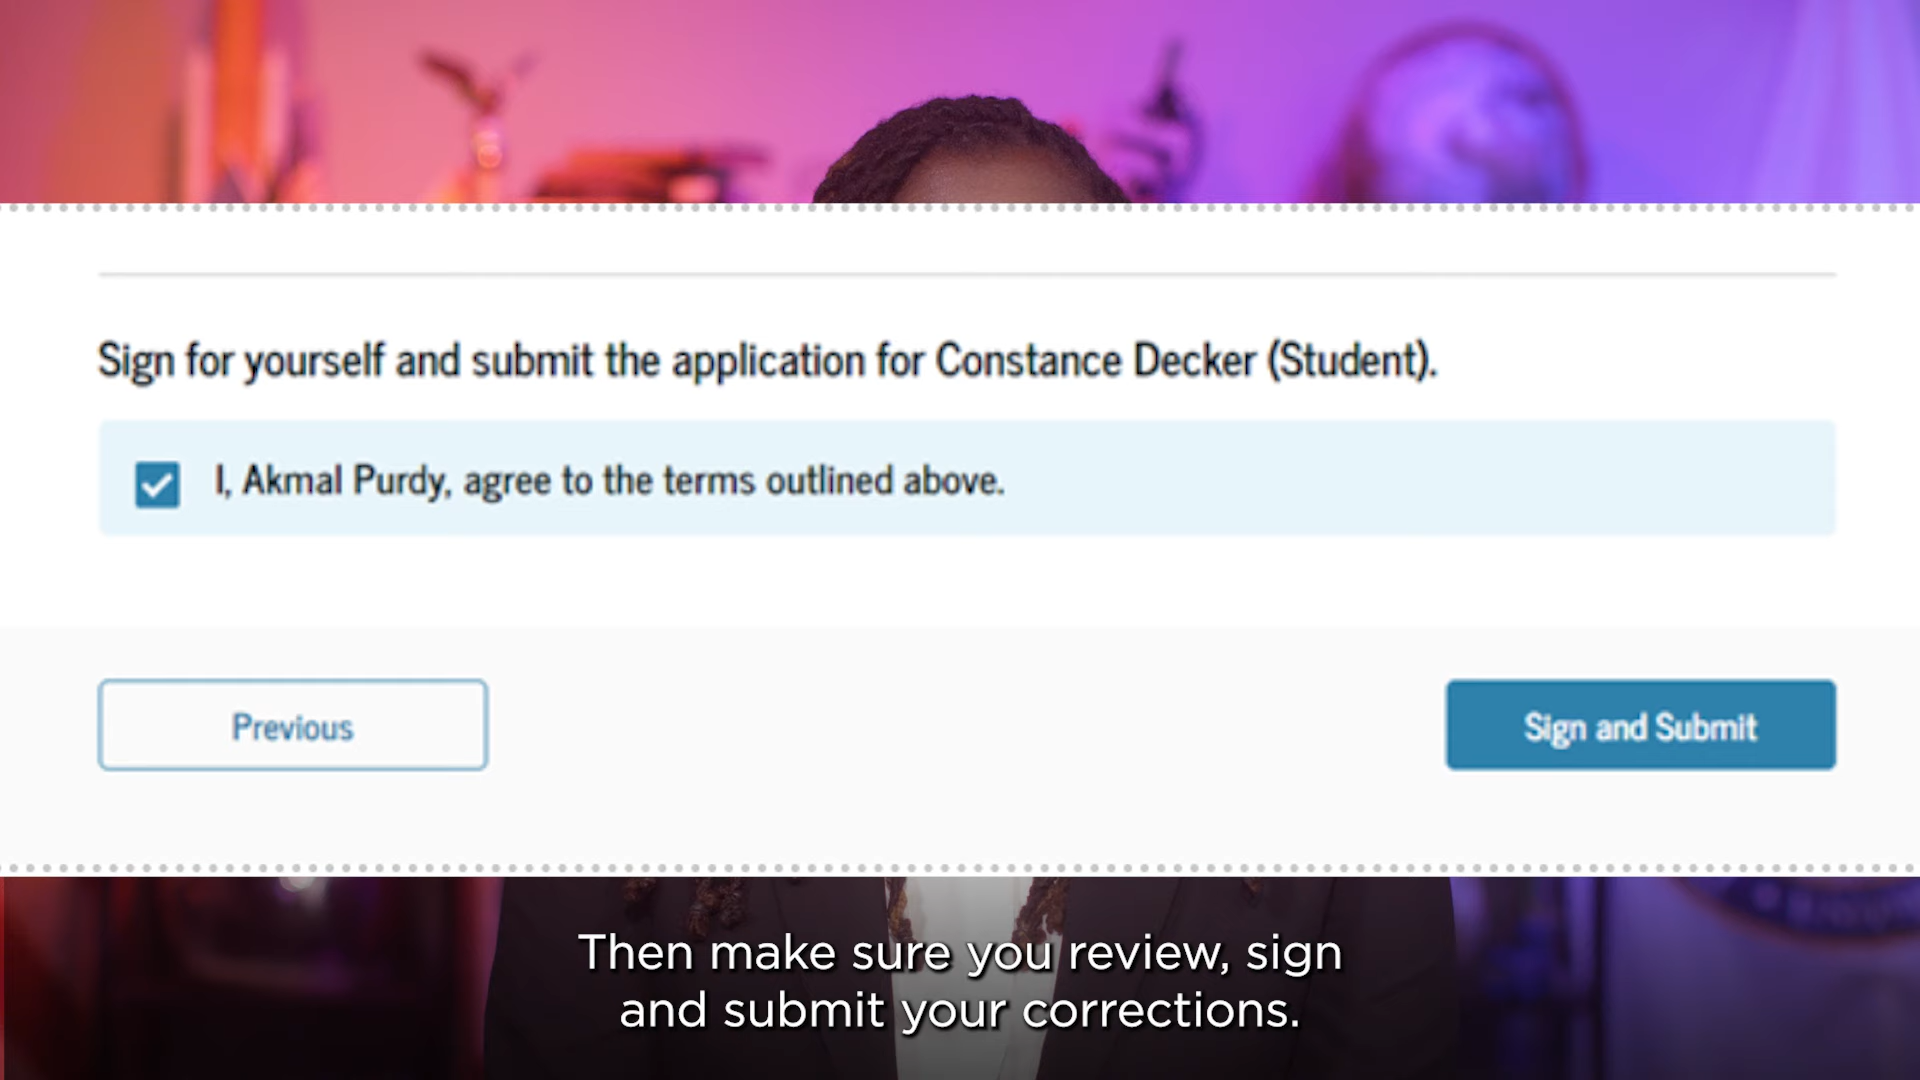 Sign for yourself and submit the application for Constance Decker (Student).
I, Akmal Purdy, agree to the terms outlined above.
Previous
Sign and Submit
Then make sure you review, sign
and submit your corrections.